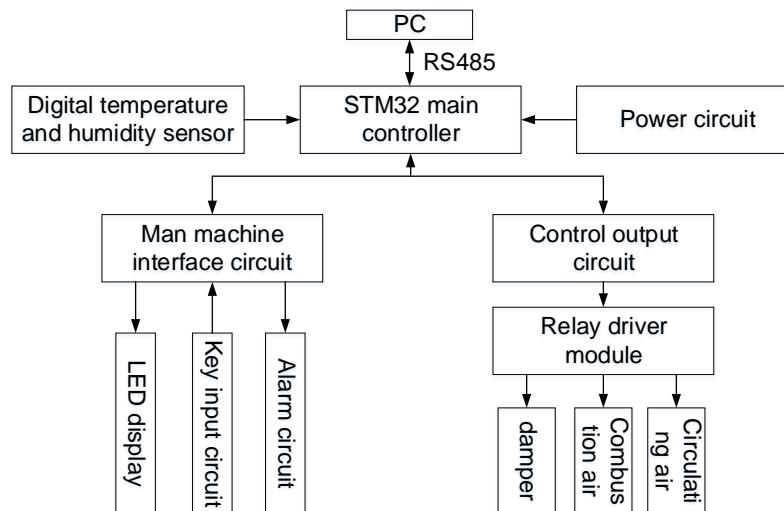 PC
RS485
Digital temperature
and humidity sensor
STM32 main
controller
Power circuit
Man machine
interface circuit
Control output
circuit
Relay driver
module
LED display
Key input circuit
Alarm circuit
damper
Combus
tion air
Circulati
ng air